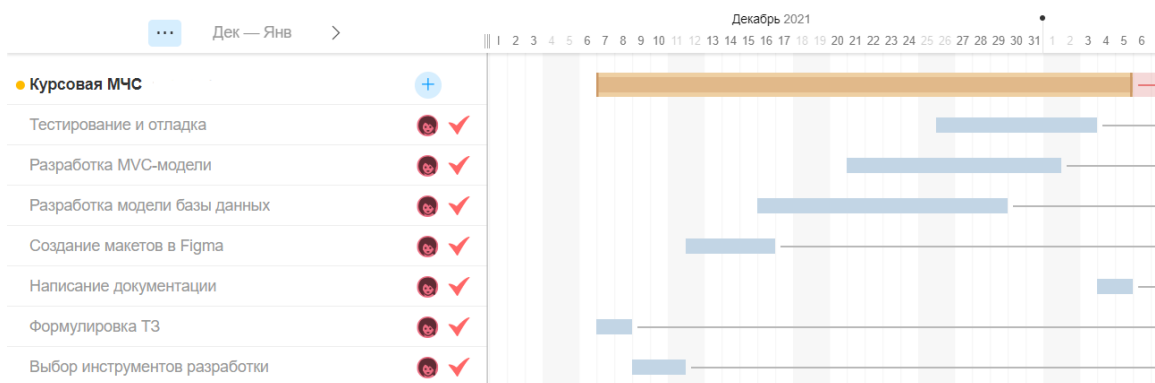 Декабрь 2021
... Дек — Янв
1 2 3 4 5 6 7 8 9 10 11 12 13 14 15 16 17 18 19 20 21 22 23 24 25 26 27 28 29 30 31 1 2 3 4 5 6
Курсовая МЧС
Тестирование и отладка
Разработка MVC-модели
Разработка модели базы данных
Создание макетов в Figma
Написание документации
Формулировка ТЗ
Выбор инструментов разработки